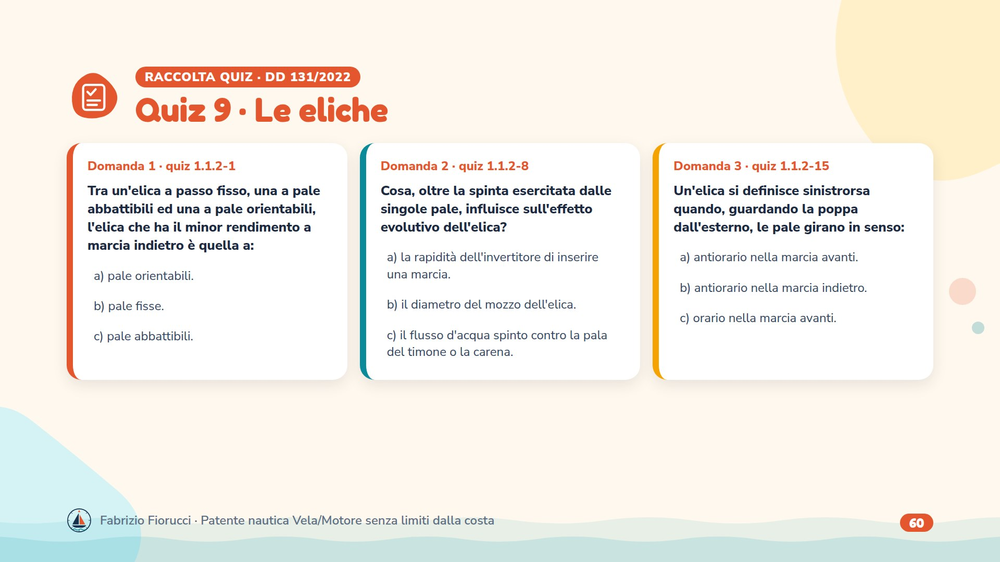 RACCOLTA QUIZ · DD 131/2022
Quiz 9 · Le eliche
Domanda 1 · quiz 1.1.2-1
Tra un'elica a passo fisso, una a pale
abbattibili ed una a pale orientabili,
l'elica che ha il minor rendimento a
marcia indietro è quella a:
a) pale orientabili.
b) pale fisse.
c) pale abbattibili.
Domanda 2 · quiz 1.1.2-8
Cosa, oltre la spinta esercitata dalle
singole pale, influisce sull'effetto
evolutivo dell'elica?
a) la rapidità dell'invertitore di inserire
una marcia.
b) il diametro del mozzo dell'elica.
c) il flusso d'acqua spinto contro la pala
del timone o la carena.
Domanda 3 · quiz 1.1.2-15
Un'elica si definisce sinistrorsa
quando, guardando la poppa
dall'esterno, le pale girano in senso:
a) antiorario nella marcia avanti.
b) antiorario nella marcia indietro.
c) orario nella marcia avanti.
Fabrizio Fiorucci · Patente nautica Vela/Motore senza limiti dalla costa
60